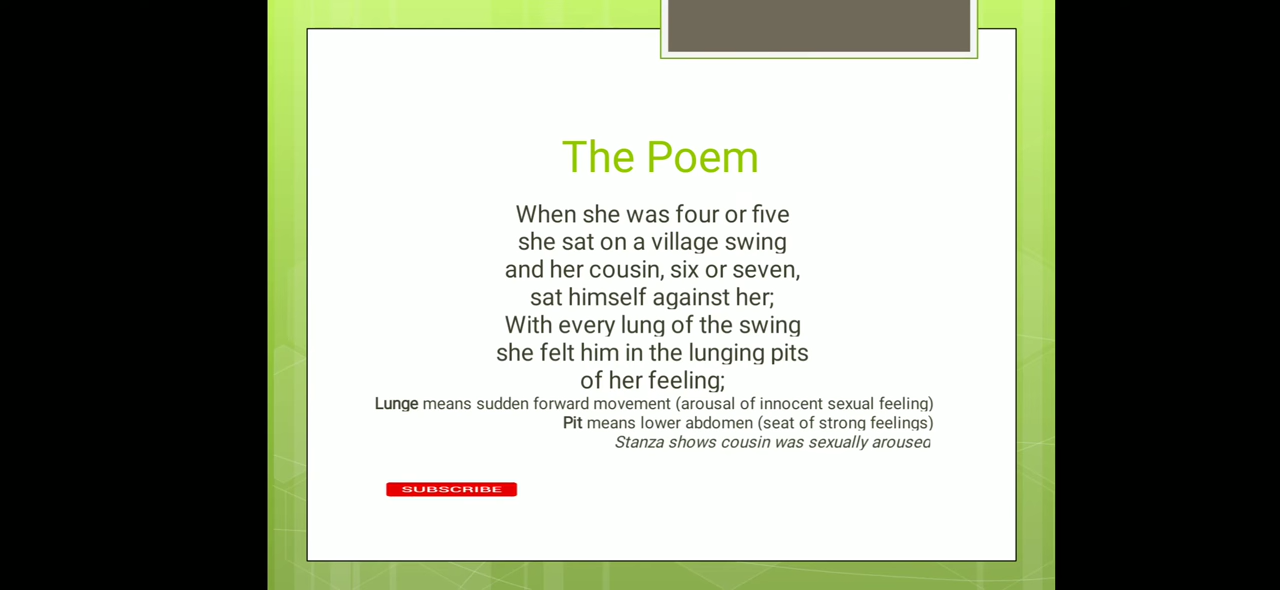 The Poem
When she was four or five
she sat on a village swing
and her cousin, six or seven,
sat himself against her;
With every lung of the swing
she felt him in the lunging pits
of her feeling;
Lunge means sudden forward movement (arousal of innocent sexual feeling)
Pit means lower abdomen (seat of strong feelings)
Stanza shows cousin was sexually aroused
SUBSCRIBE